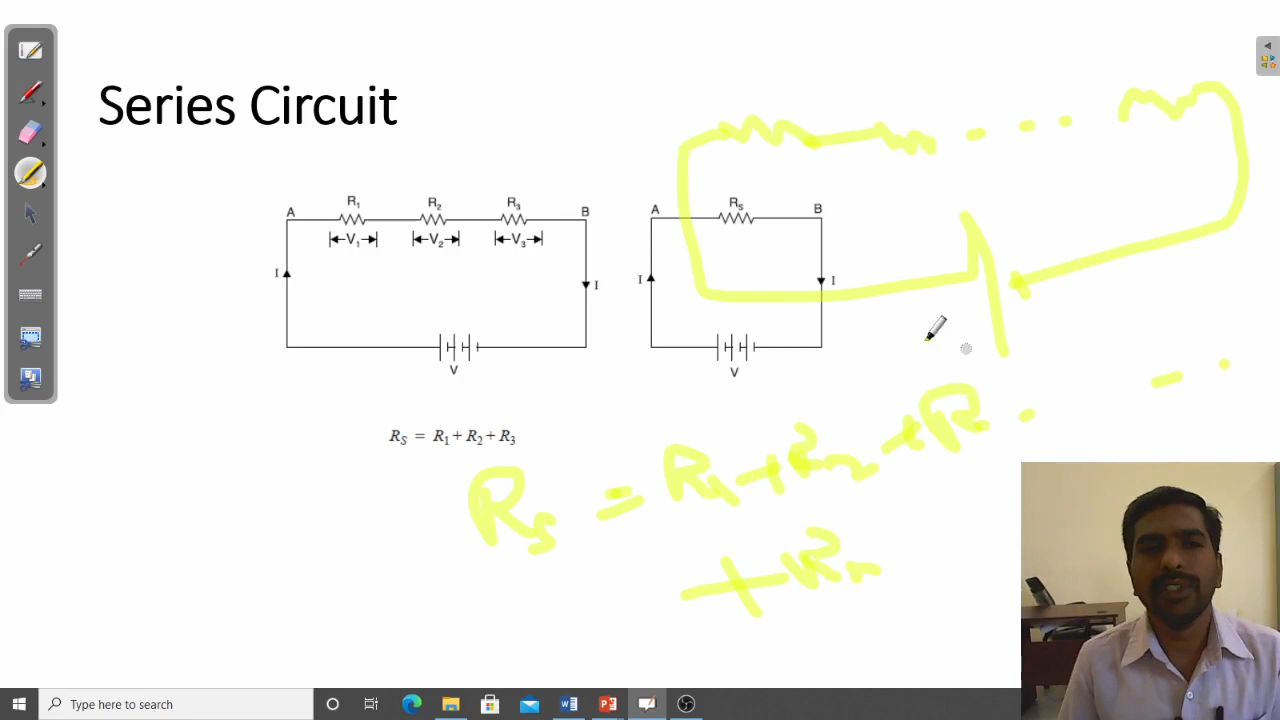 Series Circuit
R1 R2 R3
A B
V1 V2 V3
I I
V
Rs
A B
I I
V
RS = R1 + R2 + R3
Rs = R1 + R2 + R . - .
+ Rn
Type here to search